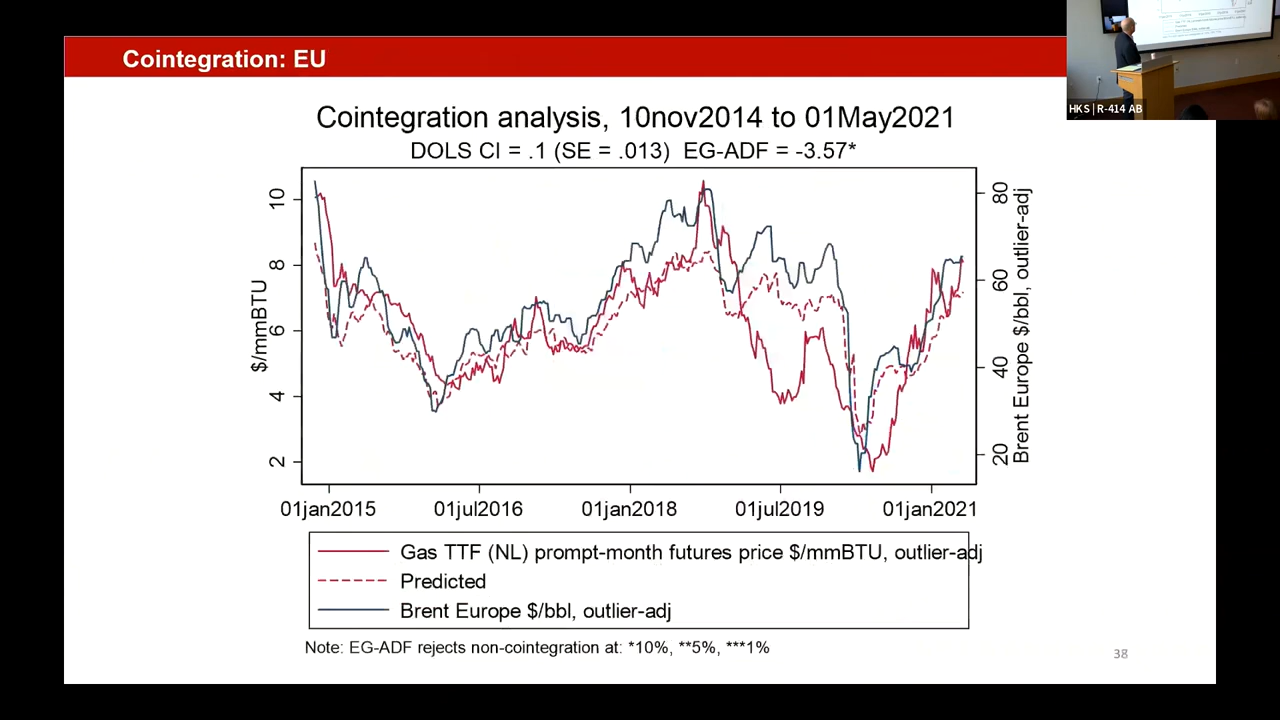 Cointegration: EU
HKS | R-414 AB
Cointegration analysis, 10nov2014 to 01May2021
DOLS CI = .1 (SE = .013)  EG-ADF = -3.57*
$/mmBTU
10
8
6
4
2
Brent Europe $/bbl, outlier-adj
80
60
40
20
01jan2015 01jul2016 01jan2018 01jul2019 01jan2021
Gas TTF (NL) prompt-month futures price $/mmBTU, outlier-adj
Predicted
Brent Europe $/bbl, outlier-adj
Note: EG-ADF rejects non-cointegration at: *10%, **5%, ***1%
38